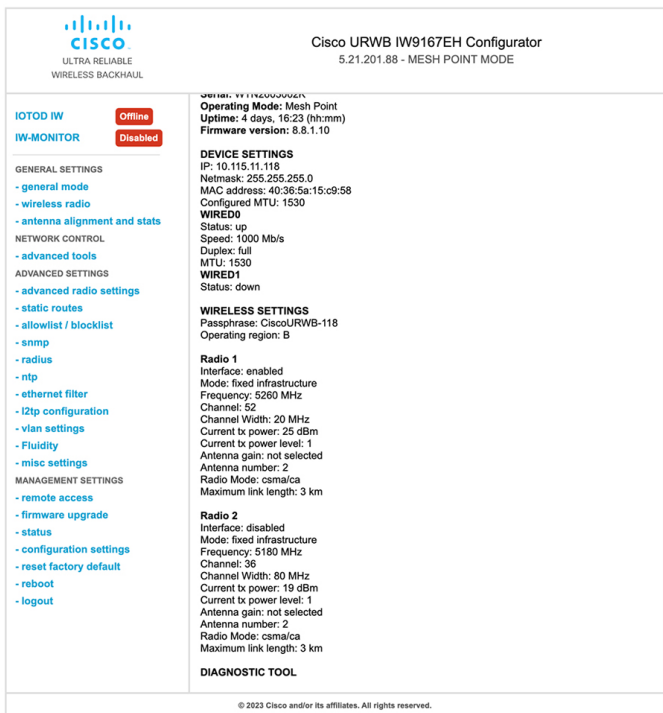 CISCO
ULTRA RELIABLE
WIRELESS BACKHAUL
Cisco URWB IW9167EH Configurator
5.21.201.88 - MESH POINT MODE
IOTOD IW Offline
IW-MONITOR Disabled
GENERAL SETTINGS
- general mode
- wireless radio
- antenna alignment and stats
NETWORK CONTROL
- advanced tools
ADVANCED SETTINGS
- advanced radio settings
- static routes
- allowlist / blocklist
- snmp
- radius
- ntp
- ethernet filter
- l2tp configuration
- vlan settings
- Fluidity
- misc settings
MANAGEMENT SETTINGS
- remote access
- firmware upgrade
- status
- configuration settings
- reset factory default
- reboot
- logout
Serial:
Operating Mode: Mesh Point
Uptime: 4 days, 16:23 (hh:mm)
Firmware version: 8.8.1.10
DEVICE SETTINGS
IP: 10.115.11.118
Netmask: 255.255.255.0
MAC address: 40:36:5a:15:c9:58
Configured MTU: 1530
WIRED0
Status: up
Speed: 1000 Mb/s
Duplex: full
MTU: 1530
WIRED1
Status: down
WIRELESS SETTINGS
Passphrase: CiscoURWB-118
Operating region: B
Radio 1
Interface: enabled
Mode: fixed infrastructure
Frequency: 5260 MHz
Channel: 52
Channel Width: 20 MHz
Current tx power: 25 dBm
Current tx power level: 1
Antenna gain: not selected
Antenna number: 2
Radio Mode: csma/ca
Maximum link length: 3 km
Radio 2
Interface: disabled
Mode: fixed infrastructure
Frequency: 5180 MHz
Channel: 36
Channel Width: 80 MHz
Current tx power: 19 dBm
Current tx power level: 1
Antenna gain: not selected
Antenna number: 2
Radio Mode: csma/ca
Maximum link length: 3 km
DIAGNOSTIC TOOL
© 2023 Cisco and/or its affiliates. All rights reserved.